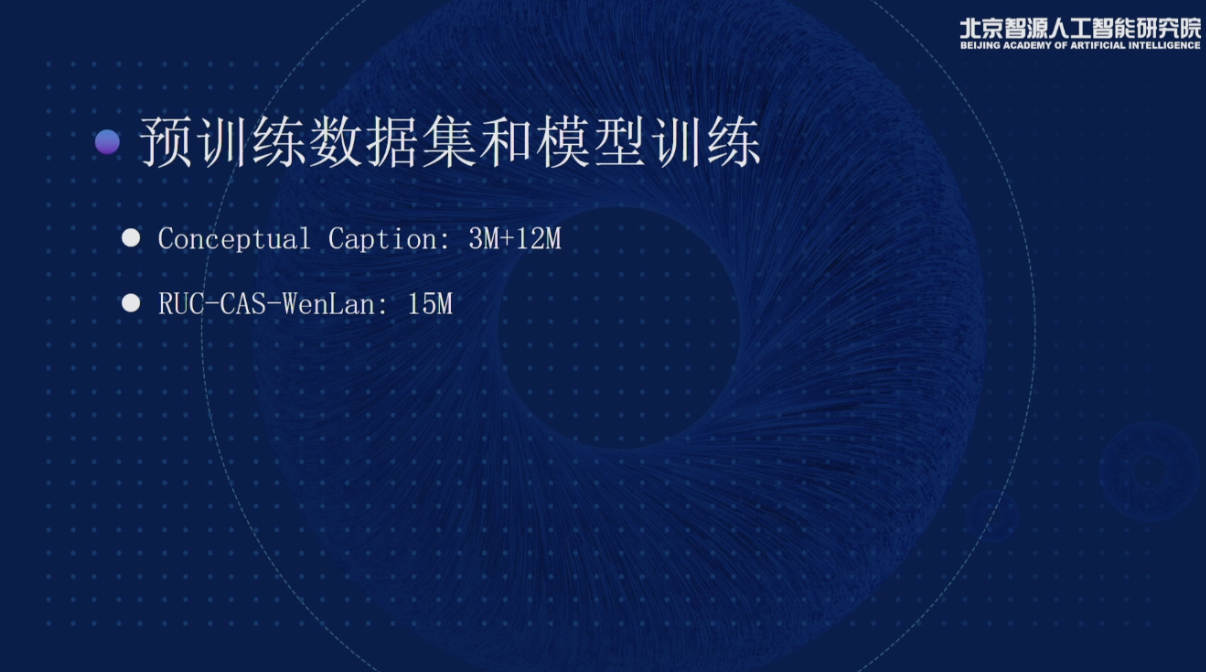 北京智源人工智能研究院
BEIJING ACADEMY OF ARTIFICIAL INTELLIGENCE
预训练数据集和模型训练
Conceptual Caption: 3M+12M
RUC-CAS-WenLan: 15M